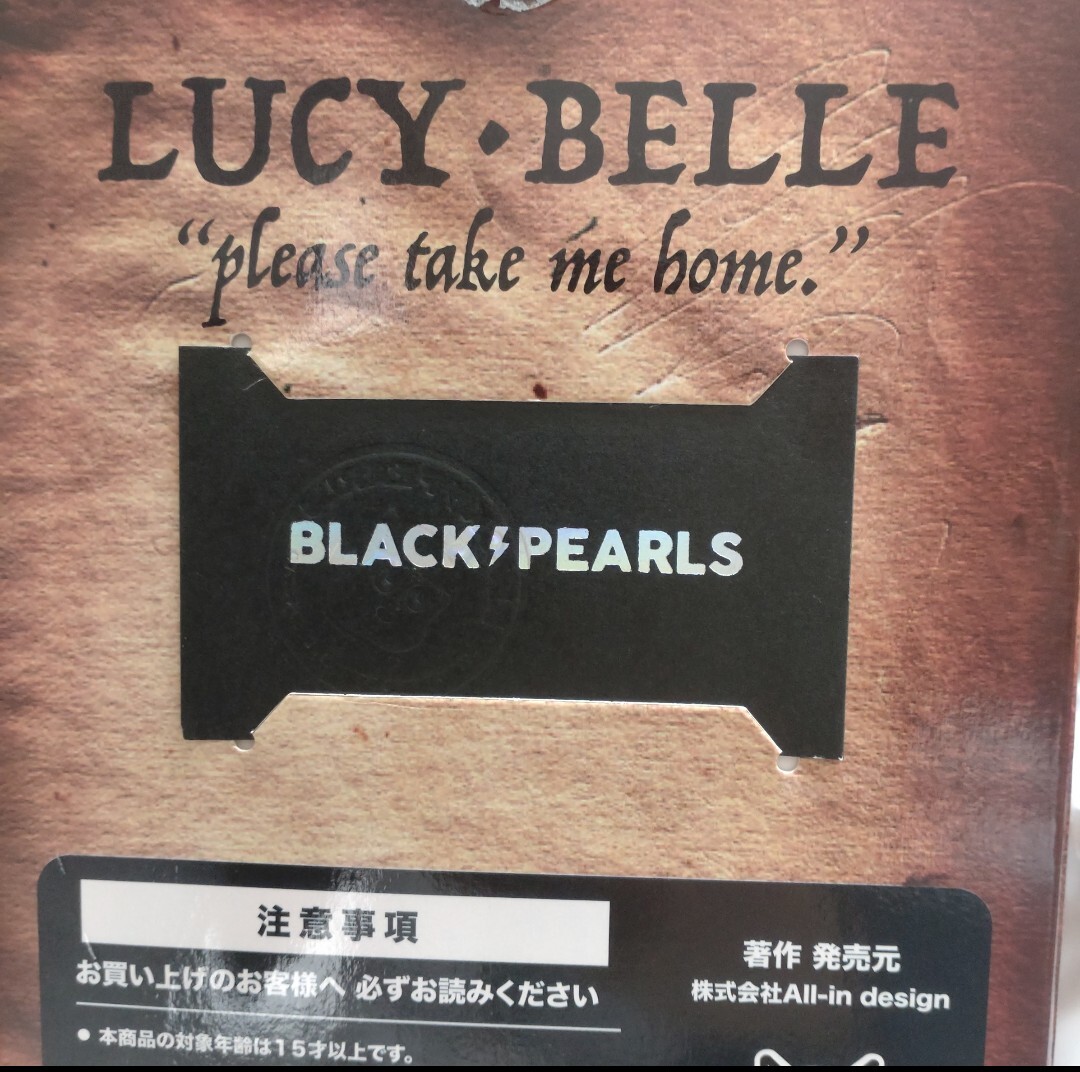 LUCY・BELLE
“please take me home.”
BLACK⚡PEARLS
注意事項
お買い上げのお客様へ 必ずお読みください
● 本商品の対象年齢は15才以上です。
著作 発売元
株式会社All-in design